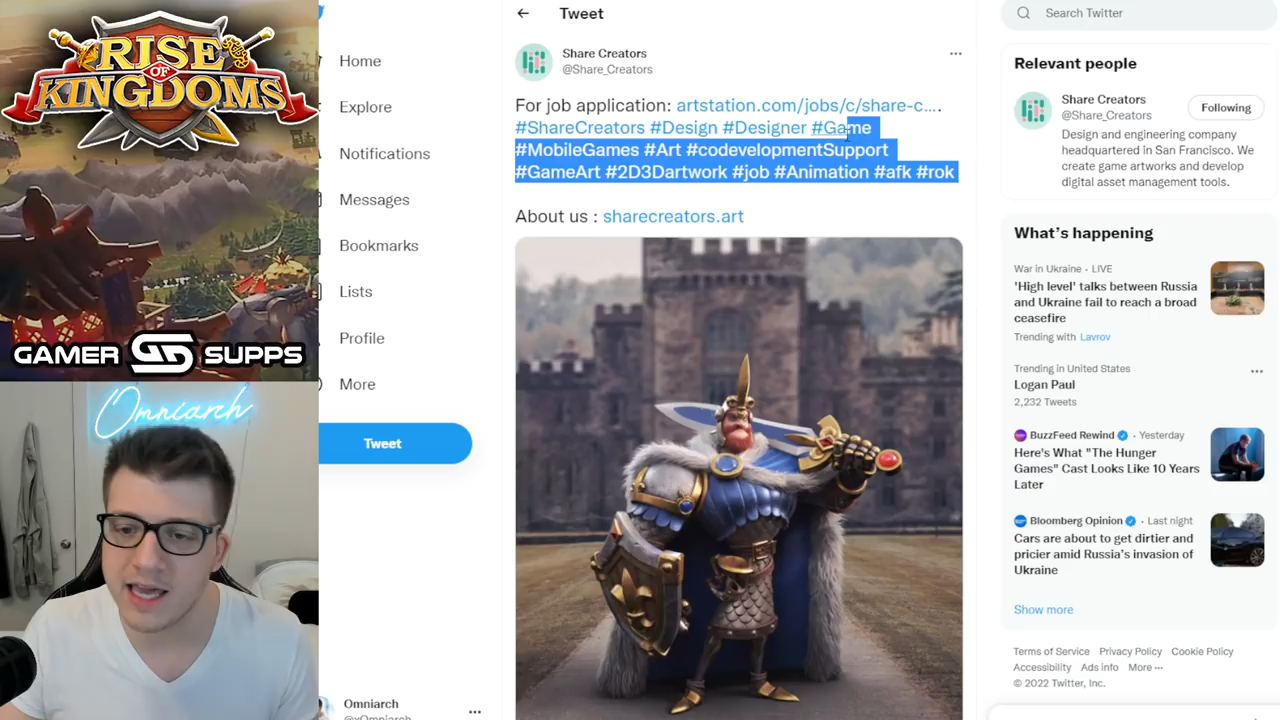 RISE
OF
KINGDOMS
GAMER GS SUPPS
Omniarch
Home
Explore
Notifications
Messages
Bookmarks
Lists
Profile
More
Tweet
Omniarch
@xOmniarch
Tweet
Share Creators
@Share_Creators
For job application: artstation.com/jobs/c/share-c….
#ShareCreators #Design #Designer #Game
#MobileGames #Art #codevelopmentSupport
#GameArt #2D3Dartwork #job #Animation #afk #rok
About us : sharecreators.art
Search Twitter
Relevant people
Share Creators
@Share_Creators
Following
Design and engineering company
headquartered in San Francisco. We
create game artworks and develop
digital asset management tools.
What's happening
War in Ukraine · LIVE
'High level' talks between Russia
and Ukraine fail to reach a broad
ceasefire
Trending with Lavrov
Trending in United States
Logan Paul
2,232 Tweets
BuzzFeed Rewind · Yesterday
Here's What "The Hunger
Games" Cast Looks Like 10 Years
Later
Bloomberg Opinion · Last night
Cars are about to get dirtier and
pricier amid Russia's invasion of
Ukraine
Show more
Terms of Service Privacy Policy Cookie Policy
Accessibility Ads info More ···
© 2022 Twitter, Inc.